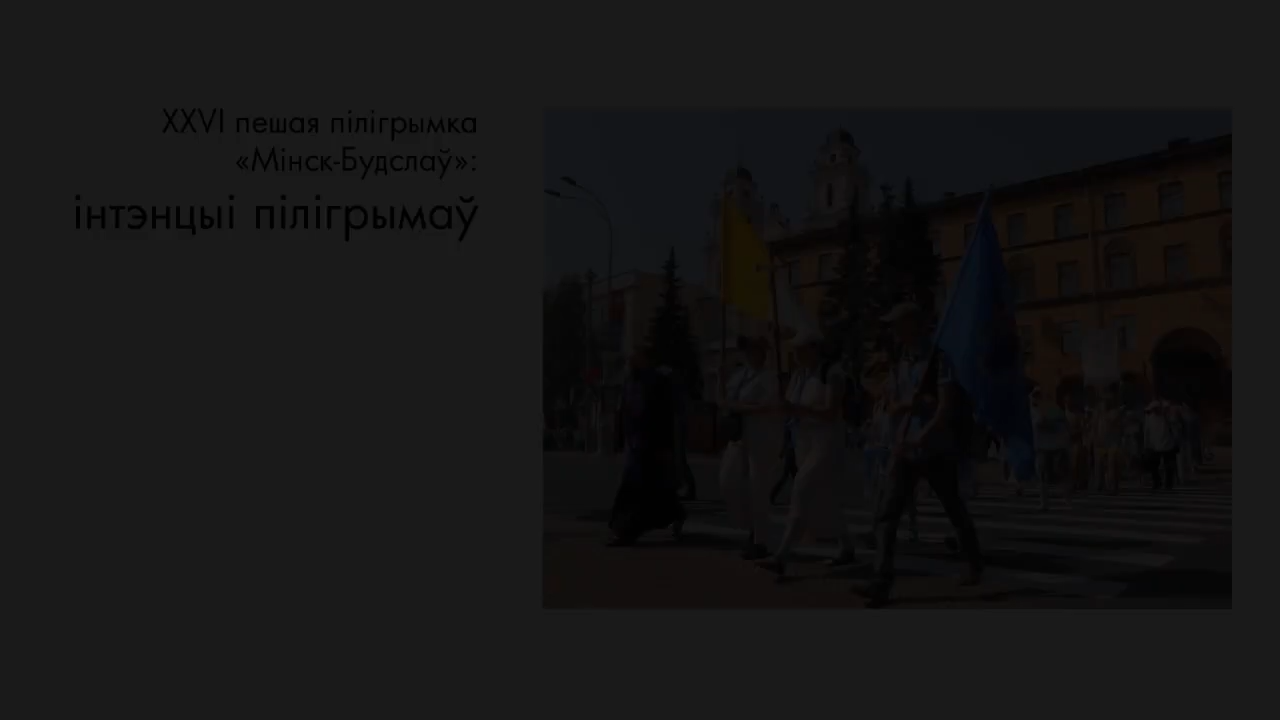 XXVI пешая пілігрымка
«Мінск-Будслаў»:
інтэнцыі пілігрымаў